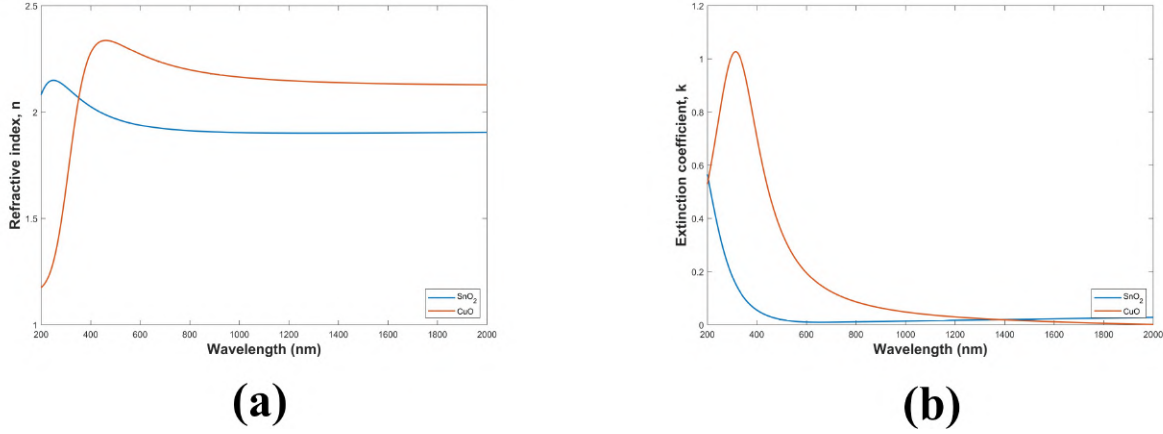 2.5
2
1.5
1
Refractive index, n
200 400 600 800 1000 1200 1400 1600 1800 2000
Wavelength (nm)
SnO₂
CuO
(a)
1.2
1
0.8
0.6
0.4
0.2
0
Extinction coefficient, k
200 400 600 800 1000 1200 1400 1600 1800 2000
Wavelength (nm)
SnO₂
CuO
(b)